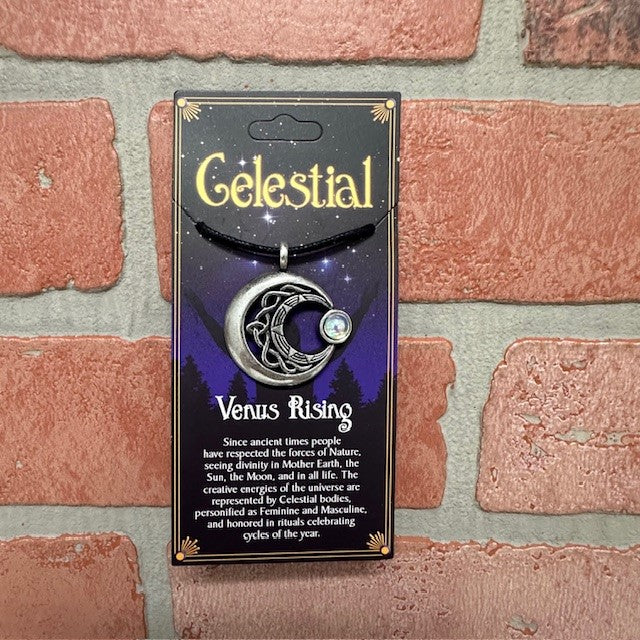 Celestial
Venus Rising
Since ancient times people
have respected the forces of Nature,
seeing divinity in Mother Earth, the
Sun, the Moon, and in all life. The
creative energies of the universe are
represented by Celestial bodies,
personified as Feminine and Masculine,
and honored in rituals celebrating
cycles of the year.